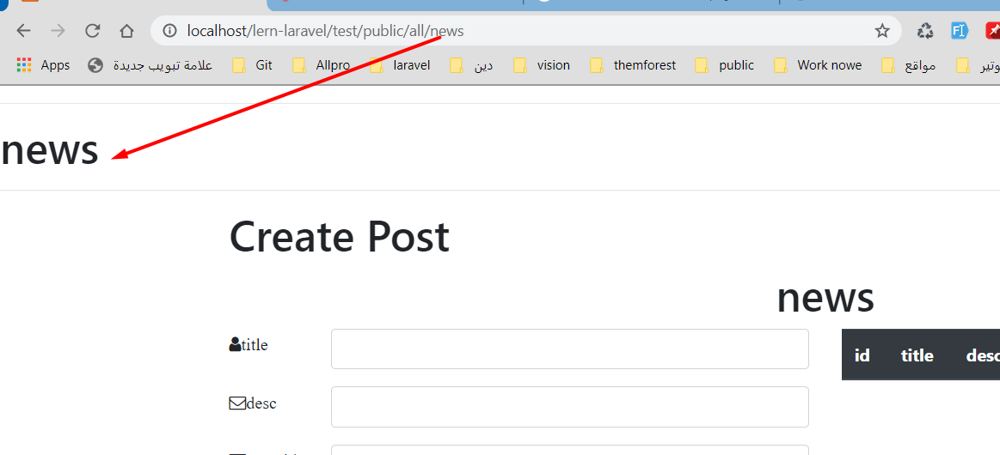 localhost/lern-laravel/test/public/all/news
Apps علامة تبويب جديدة Git Allpro laravel دين vision themforest public Work nowe مواقع
news
Create Post
news
title
id title desc
desc